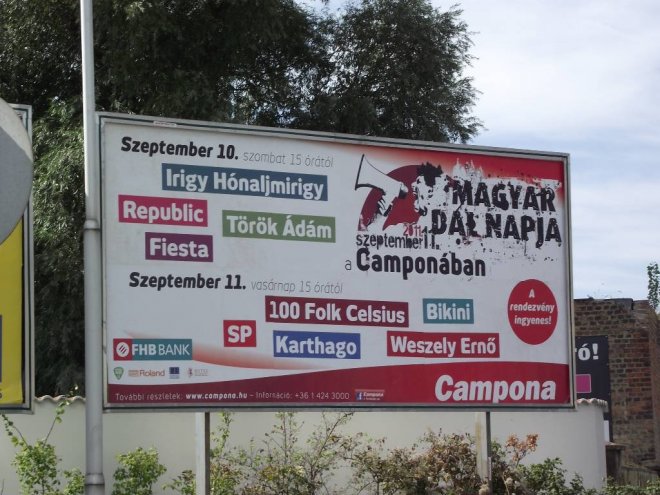 Szeptember 10. szombat 15 órától
Irigy Hónaljmirigy
Republic
Török Ádám
Fiesta
MAGYAR
DALNAPJA
2011
szeptember 11.
a Camponában
Szeptember 11. vasárnap 15 órától
100 Folk Celsius
Bikini
SP
Karthago
Weszely Ernő
A
rendezvény
ingyenes!
FHB BANK
Roland
További részletek: www.campona.hu - Információ: +36 1 424 3000
Campona
Campona
ó!